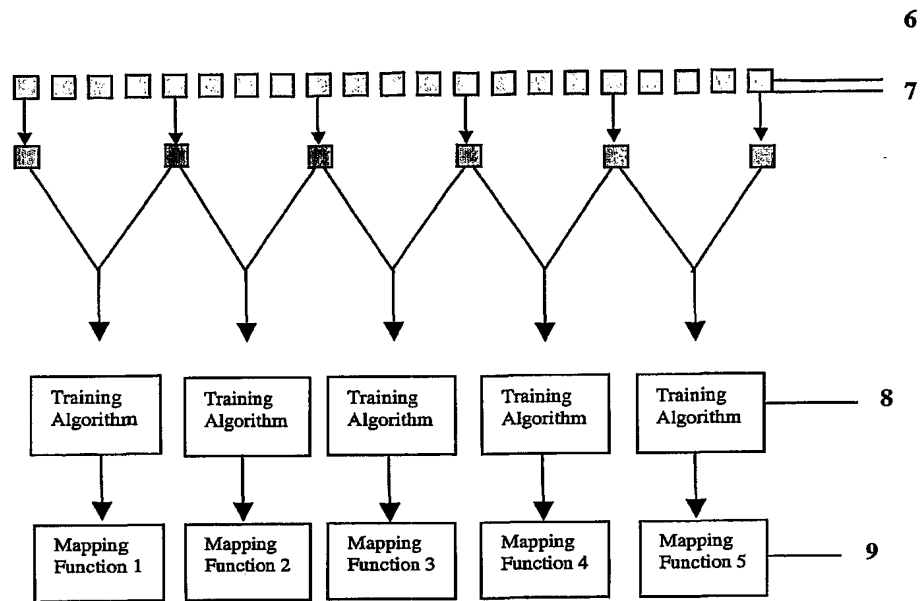 6
7
Training
Algorithm
Training
Algorithm
Training
Algorithm
Training
Algorithm
Training
Algorithm
8
Mapping
Function 1
Mapping
Function 2
Mapping
Function 3
Mapping
Function 4
Mapping
Function 5
9